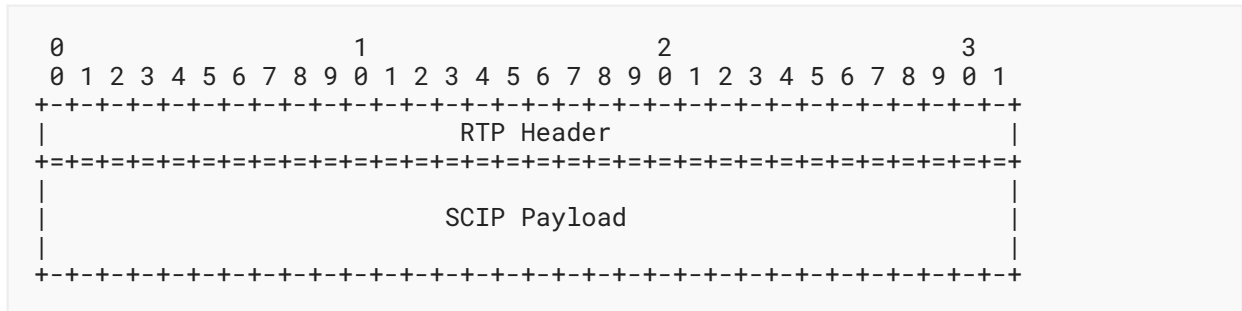 0                   1                   2                   3
 0 1 2 3 4 5 6 7 8 9 0 1 2 3 4 5 6 7 8 9 0 1 2 3 4 5 6 7 8 9 0 1
+-+-+-+-+-+-+-+-+-+-+-+-+-+-+-+-+-+-+-+-+-+-+-+-+-+-+-+-+-+-+-+-+
|                           RTP Header                          |
+=+=+=+=+=+=+=+=+=+=+=+=+=+=+=+=+=+=+=+=+=+=+=+=+=+=+=+=+=+=+=+=+
|                                                               |
|                          SCIP Payload                         |
|                                                               |
+-+-+-+-+-+-+-+-+-+-+-+-+-+-+-+-+-+-+-+-+-+-+-+-+-+-+-+-+-+-+-+-+